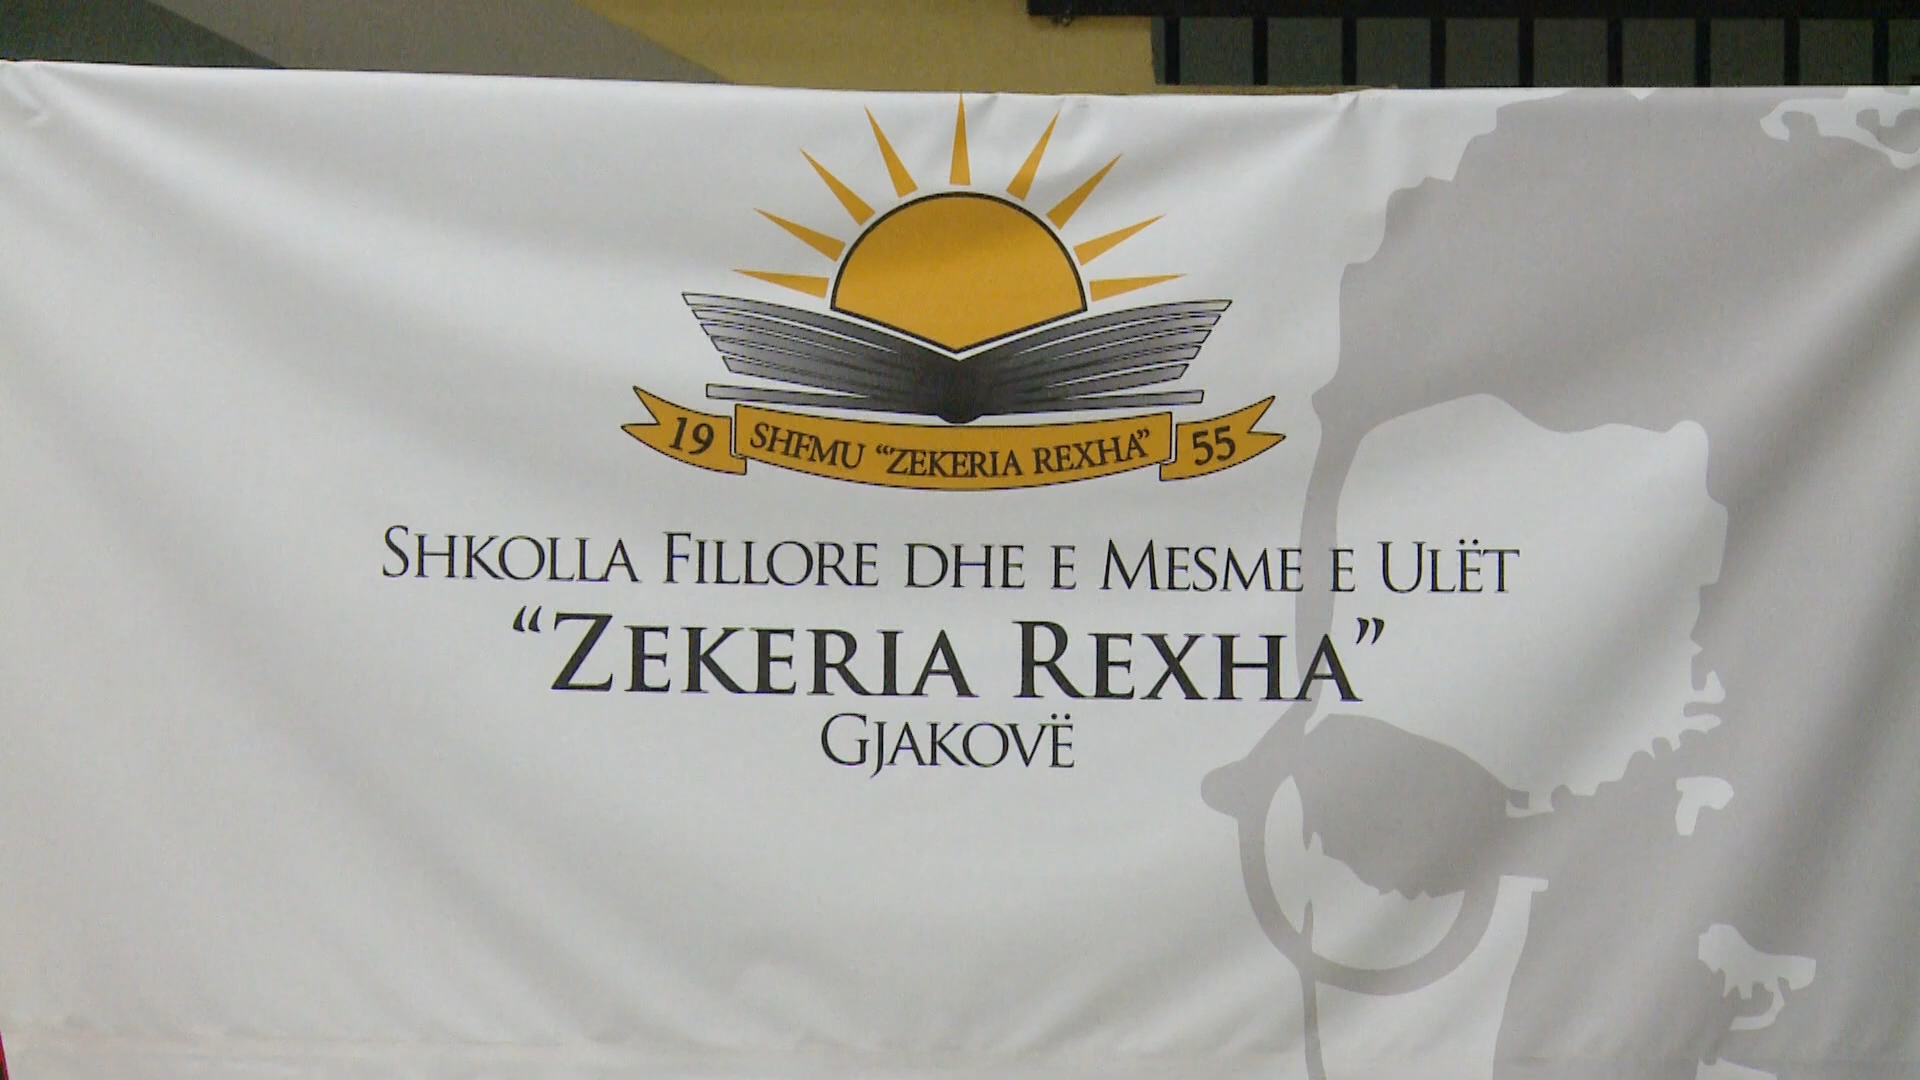 19 SHFMU “ZEKERIA REXHA” 55
SHKOLLA FILLORE DHE E MESME E ULËT
“ZEKERIA REXHA”
GJAKOVË